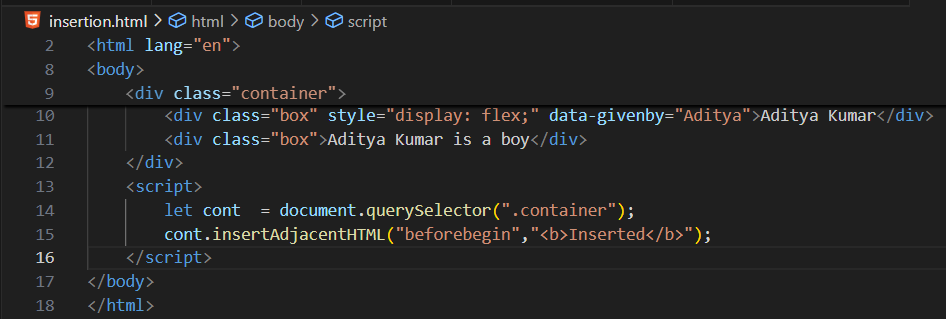 insertion.html > html > body > script
2 <html lang="en">
8 <body>
9 <div class="container">
10 <div class="box" style="display: flex;" data-givenby="Aditya">Aditya Kumar</div>
11 <div class="box">Aditya Kumar is a boy</div>
12 </div>
13 <script>
14 let cont  = document.querySelector(".container");
15 cont.insertAdjacentHTML("beforebegin","<b>Inserted</b>");
16 </script>
17 </body>
18 </html>